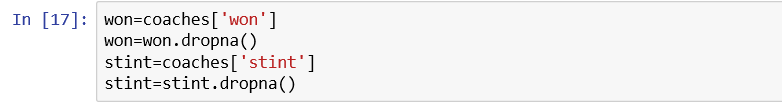 In [17]: won=coaches['won']
won=won.dropna()
stint=coaches['stint']
stint=stint.dropna()